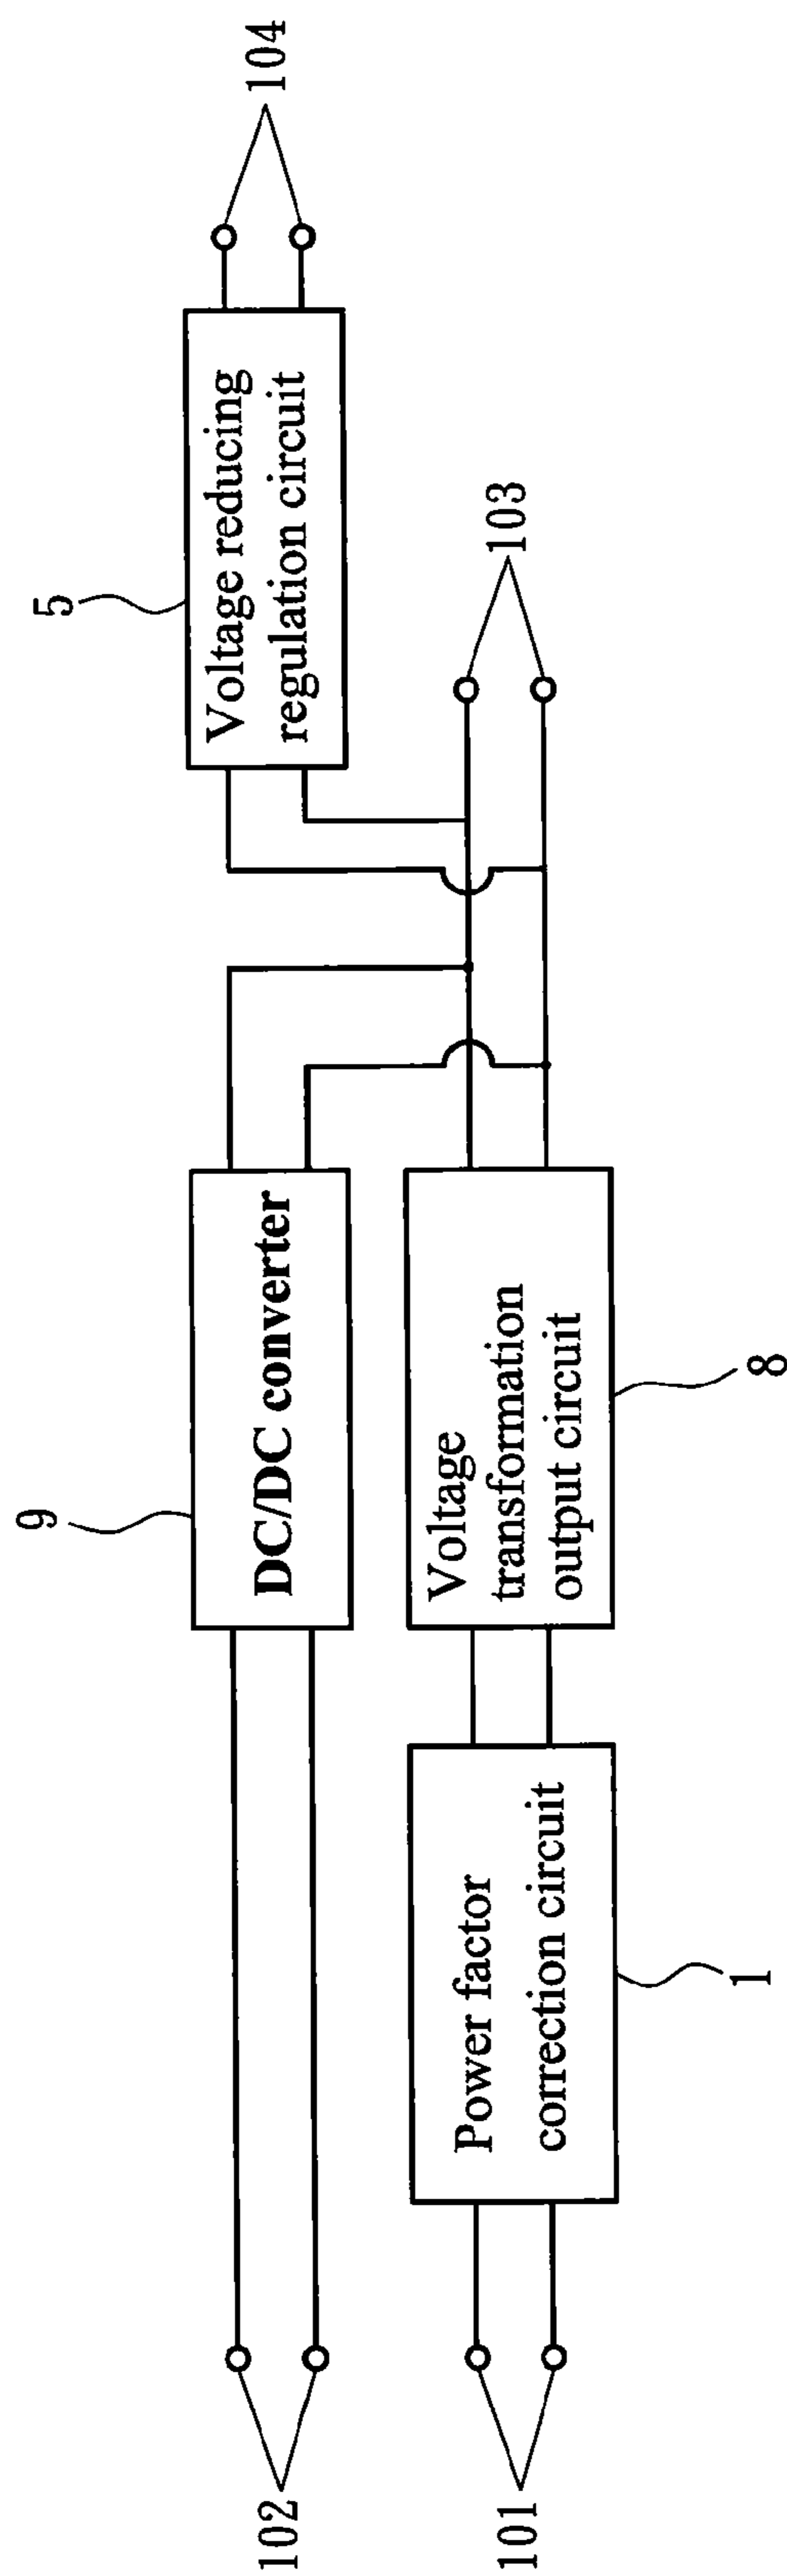 9
5
102
DC/DC converter
Voltage reducing
regulation circuit
104
101
Power factor
correction circuit
Voltage
transformation
output circuit
103
1
8